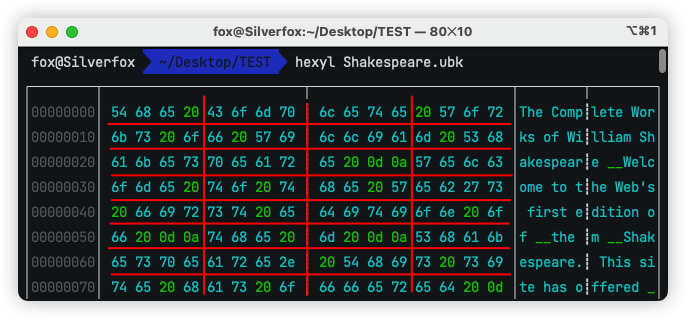 fox@Silverfox:~/Desktop/TEST — 80×10 ⌥⌘1
fox@Silverfox ~/Desktop/TEST hexyl Shakespeare.ubk
00000000 54 68 65 20 43 6f 6d 70 6c 65 74 65 20 57 6f 72 The Comp lete Wor
00000010 6b 73 20 6f 66 20 57 69 6c 6c 69 61 6d 20 53 68 ks of Wi lliam Sh
00000020 61 6b 65 73 70 65 61 72 65 20 0d 0a 57 65 6c 63 akespear e __Welc
00000030 6f 6d 65 20 74 6f 20 74 68 65 20 57 65 62 27 73 ome to t he Web's
00000040 20 66 69 72 73 74 20 65 64 69 74 69 6f 6e 20 6f  first e dition o
00000050 66 20 0d 0a 74 68 65 20 6d 20 0d 0a 53 68 61 6b f __the  m __Shak
00000060 65 73 70 65 61 72 65 2e 20 54 68 69 73 20 73 69 espeare.  This si
00000070 74 65 20 68 61 73 20 6f 66 66 65 72 65 64 20 0d te has o ffered _